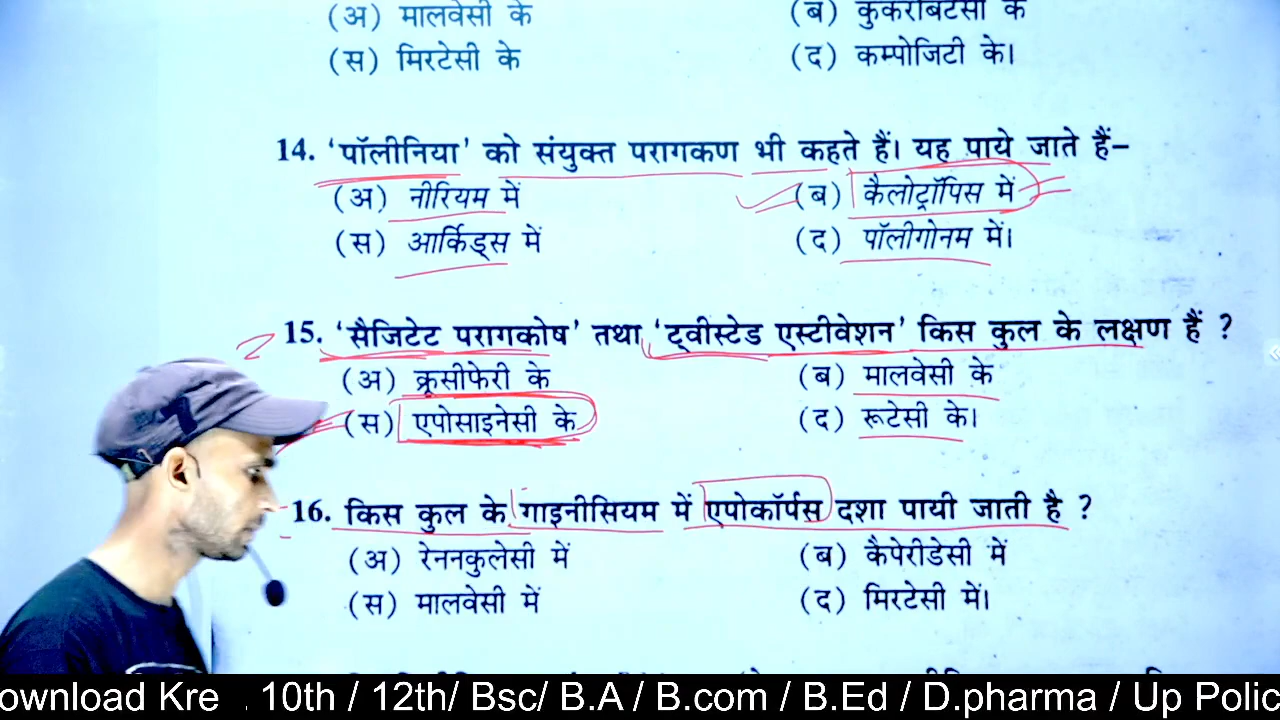 (अ) मालवेसी के (ब) कुकरबिटेसी के
(स) मिरटेसी के (द) कम्पोजिटी के।
14. ‘पॉलीनिया’ को संयुक्त परागकण भी कहते हैं। यह पाये जाते हैं–
(अ) नीरियम में (ब) कैलोट्रॉपिस में
(स) आर्किड्स में (द) पॉलीगोनम में।
15. ‘सैजिटेट परागकोष’ तथा ‘ट्वीस्टेड एस्टीवेशन’ किस कुल के लक्षण हैं ?
(अ) क्रूसीफेरी के (ब) मालवेसी के
(स) एपोसाइनेसी के (द) रूटेसी के।
16. किस कुल के गाइनीसियम में एपोकॉर्पस दशा पायी जाती है ?
(अ) रेननकुलेसी में (ब) कैपेरीडेसी में
(स) मालवेसी में (द) मिरटेसी में।
ownload Kre . 10th / 12th/ Bsc/ B.A / B.com / B.Ed / D.pharma / Up Polic